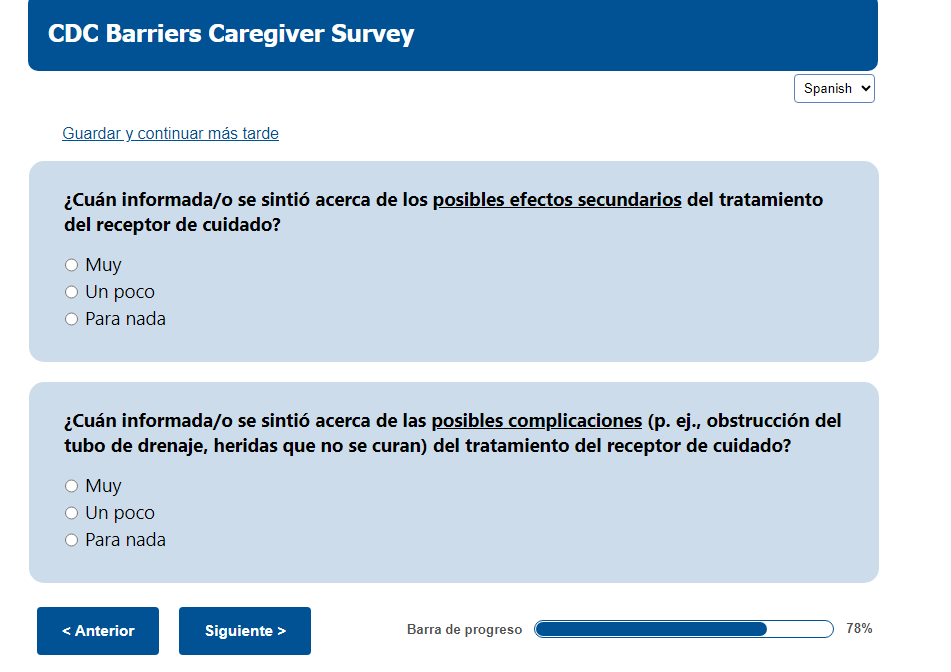 CDC Barriers Caregiver Survey
Spanish
Guardar y continuar más tarde
¿Cuán informada/o se sintió acerca de los posibles efectos secundarios del tratamiento
del receptor de cuidado?
Muy
Un poco
Para nada
¿Cuán informada/o se sintió acerca de las posibles complicaciones (p. ej., obstrucción del
tubo de drenaje, heridas que no se curan) del tratamiento del receptor de cuidado?
Muy
Un poco
Para nada
< Anterior
Siguiente >
Barra de progreso
78%